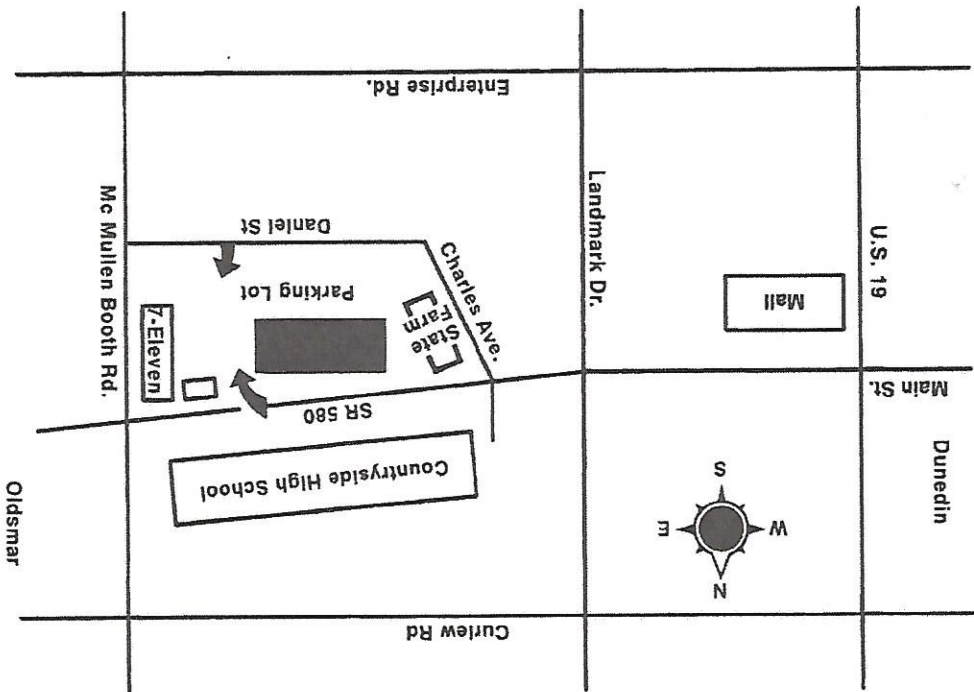 Curlew Rd
Oldsmar
Dunedin
N
W
E
S
Countryside High School
SR 580
Main St.
7-Eleven
State
Farm
Mall
Parking Lot
Charles Ave.
Daniel St
Mc Mullen Booth Rd.
Landmark Dr.
U.S. 19
Enterprise Rd.